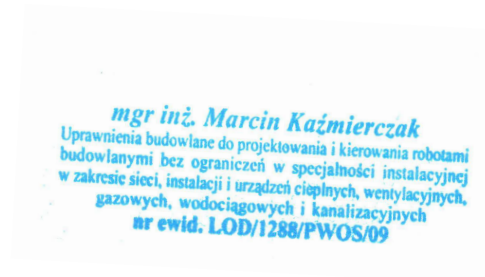 mgr inż. Marcin Kaźmierczak
Uprawnienia budowlane do projektowania i kierowania robotami
budowlanymi bez ograniczeń w specjalności instalacyjnej
w zakresie sieci, instalacji i urządzeń cieplnych, wentylacyjnych,
gazowych, wodociągowych i kanalizacyjnych
nr ewid. LOD/1288/PWOS/09